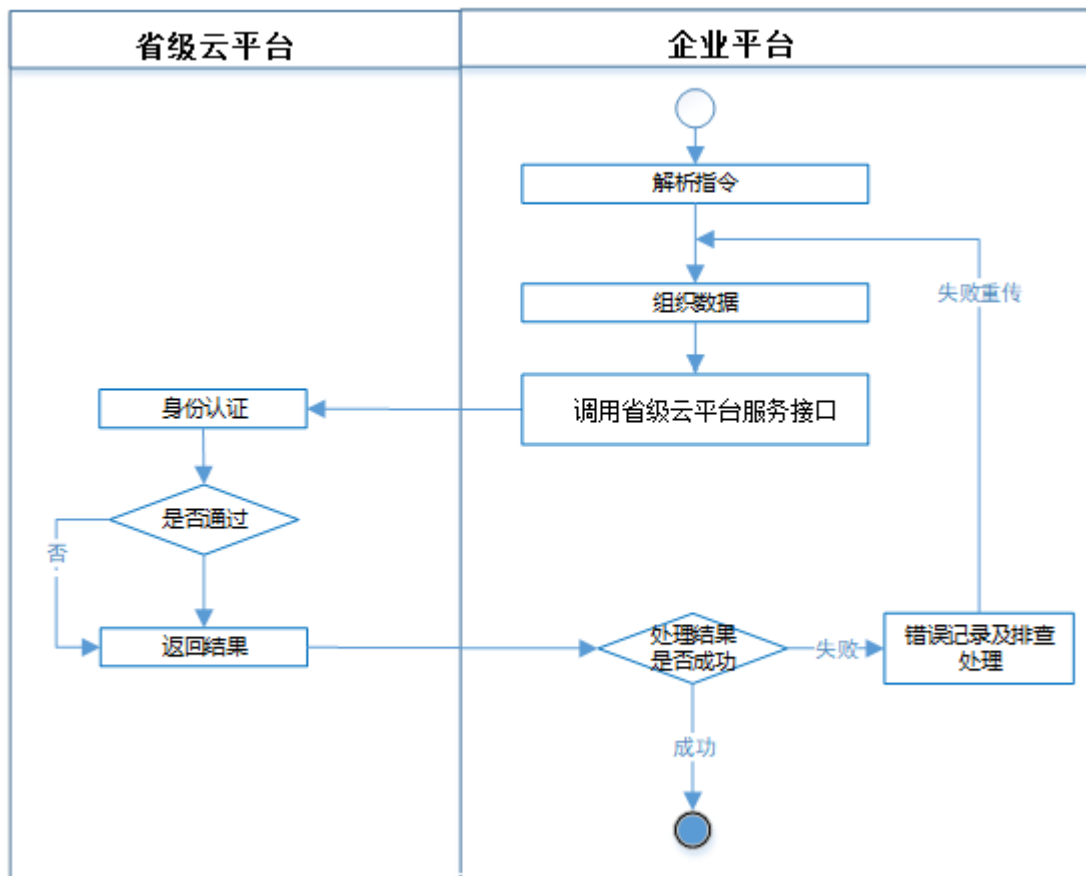 省级云平台
企业平台
解析指令
失败重传
组织数据
身份认证
调用省级云平台服务接口
是否通过
否
返回结果
处理结果
是否成功
失败
错误记录及排查
处理
成功